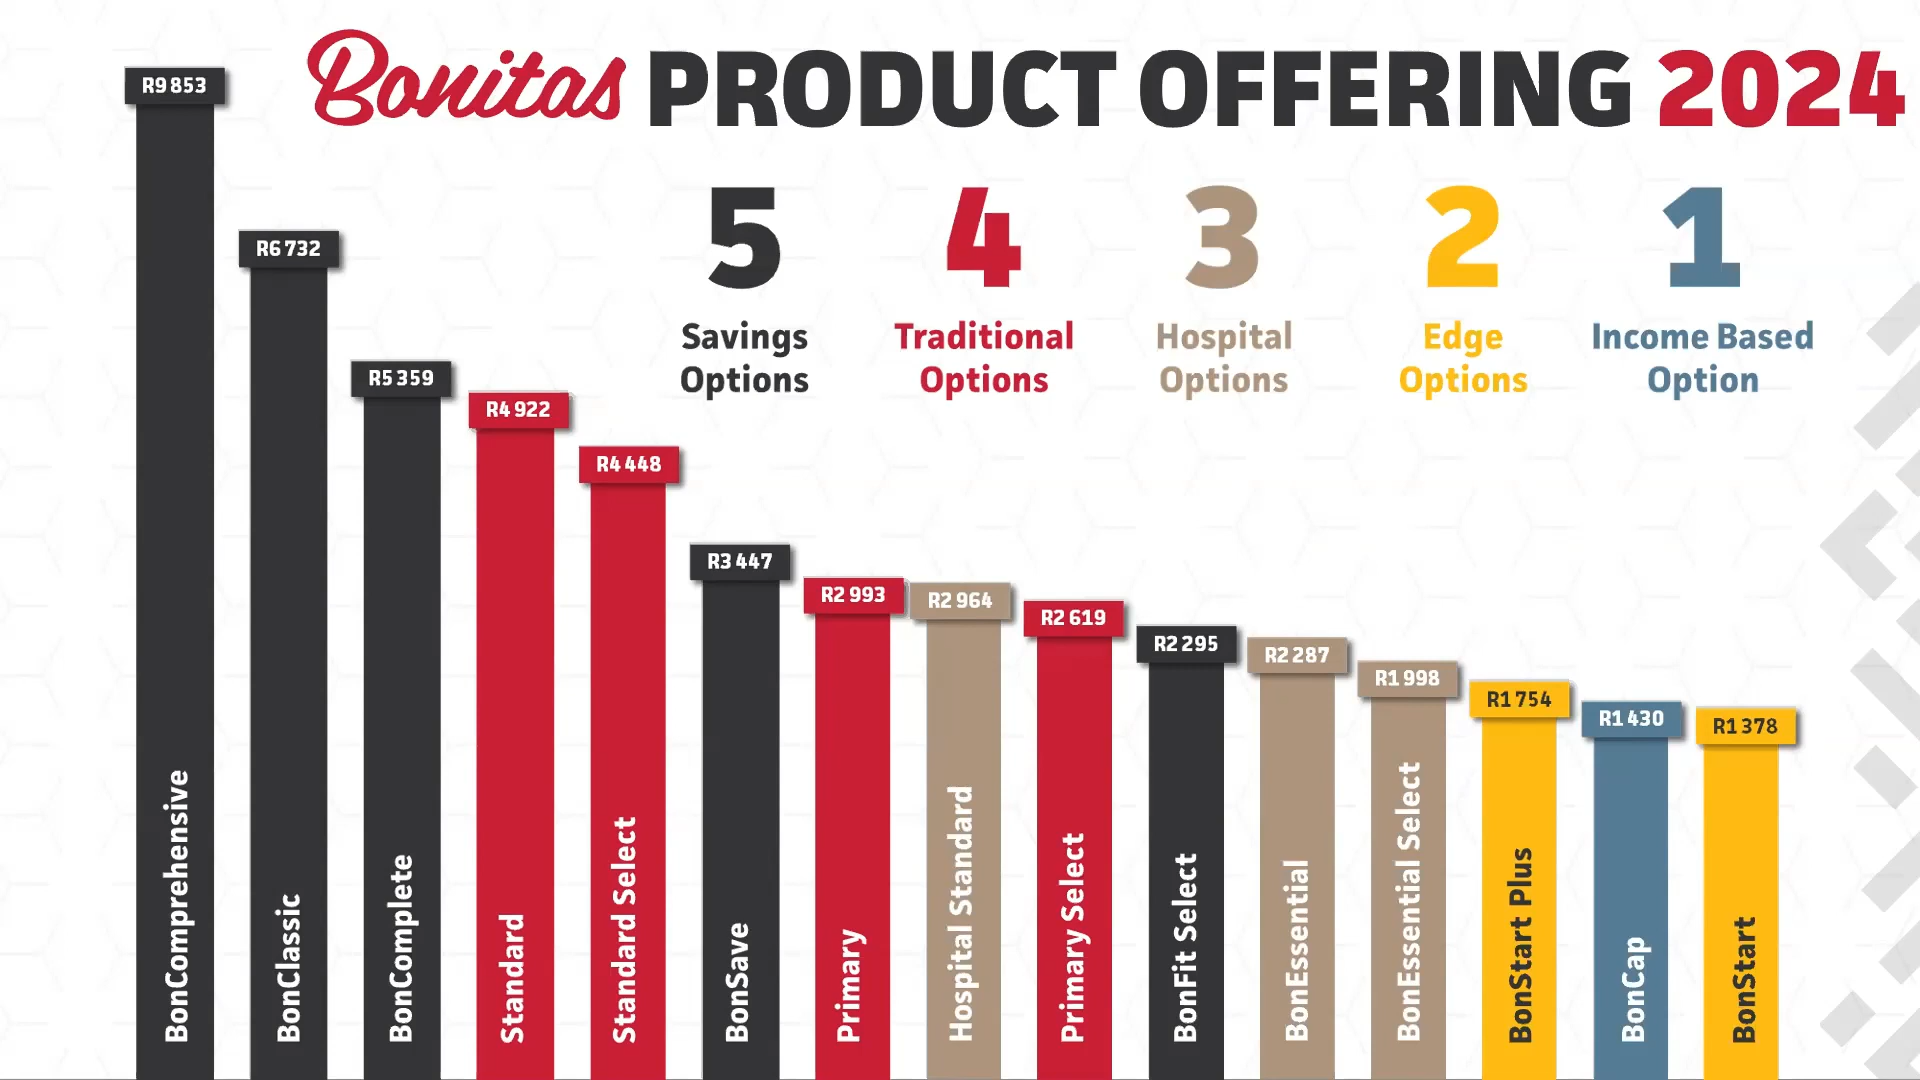 Bonitas PRODUCT OFFERING 2024
5
Savings
Options
4
Traditional
Options
3
Hospital
Options
2
Edge
Options
1
Income Based
Option
R9 853
BonComprehensive
R6 732
BonClassic
R5 359
BonComplete
R4 922
Standard
R4 448
Standard Select
R3 447
BonSave
R2 993
Primary
R2 964
Hospital Standard
R2 619
Primary Select
R2 295
BonFit Select
R2 287
BonEssential
R1 998
BonEssential Select
R1 754
BonStart Plus
R1 430
BonCap
R1 378
BonStart